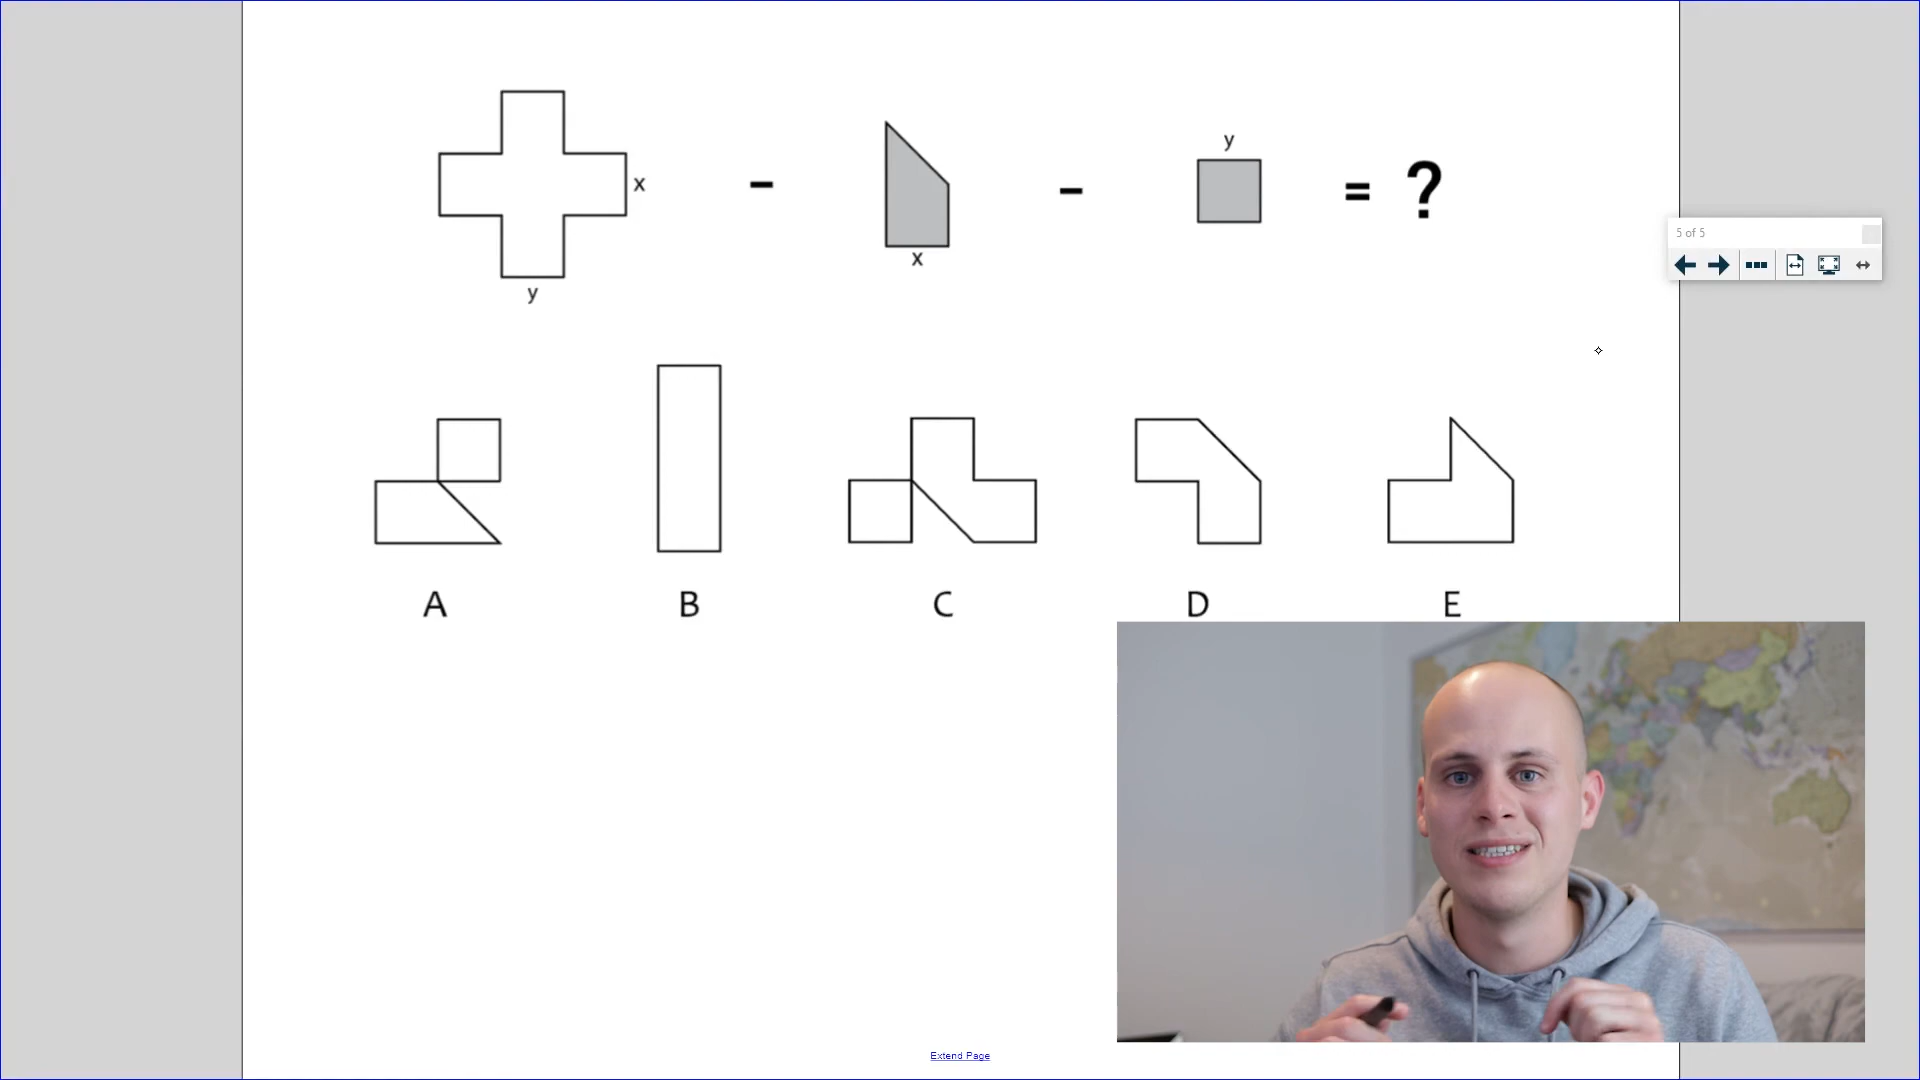 x
y
- x
- y
= ?
A B C D E
5 of 5
Extend Page